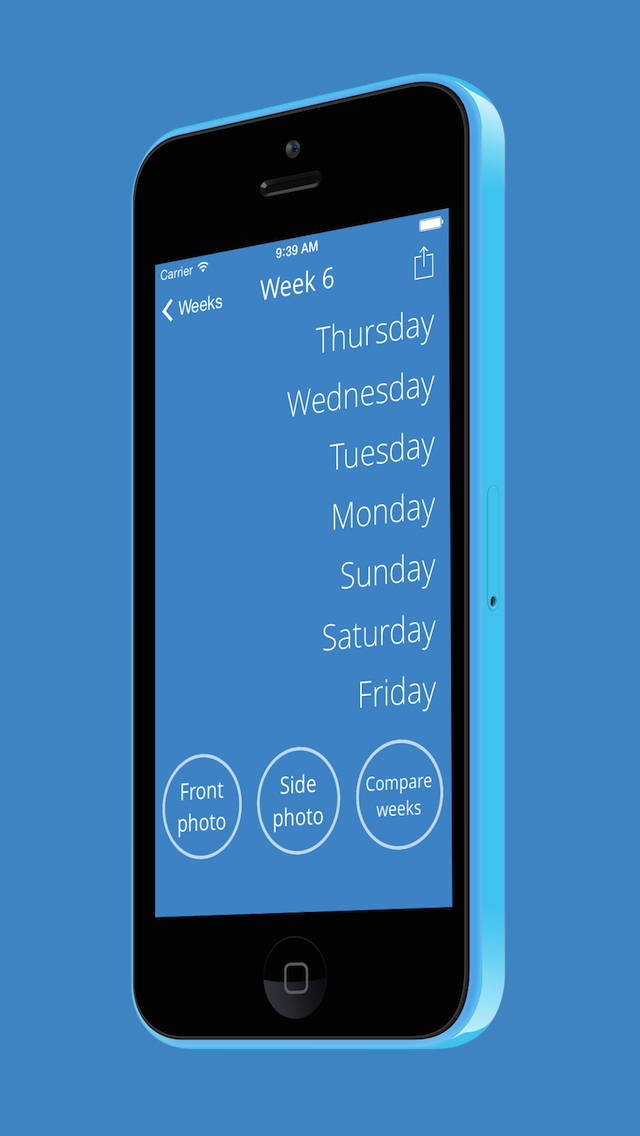 Carrier 9:39 AM
Weeks Week 6
Thursday
Wednesday
Tuesday
Monday
Sunday
Saturday
Friday
Front
photo
Side
photo
Compare
weeks